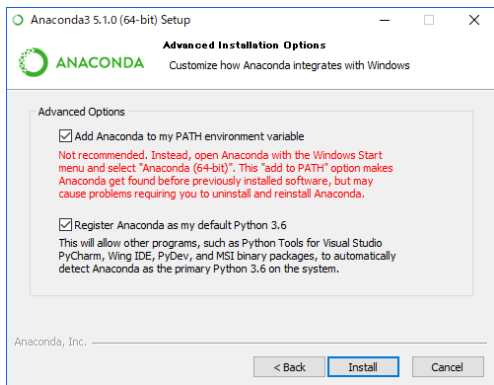 Anaconda3 5.1.0 (64-bit) Setup
Advanced Installation Options
ANACONDA
Customize how Anaconda integrates with Windows
Advanced Options
Add Anaconda to my PATH environment variable
Not recommended. Instead, open Anaconda with the Windows Start
menu and select "Anaconda (64-bit)". This "add to PATH" option makes
Anaconda get found before previously installed software, but may
cause problems requiring you to uninstall and reinstall Anaconda.
Register Anaconda as my default Python 3.6
This will allow other programs, such as Python Tools for Visual Studio
PyCharm, Wing IDE, PyDev, and MSI binary packages, to automatically
detect Anaconda as the primary Python 3.6 on the system.
Anaconda, Inc.
< Back
Install
Cancel